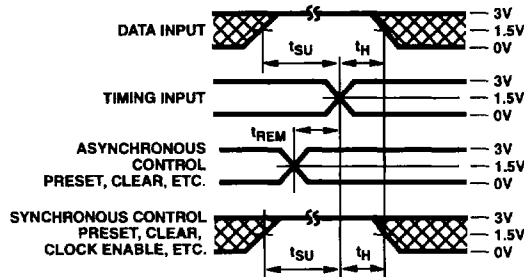 DATA INPUT
3V
1.5V
0V
tSU
tH
TIMING INPUT
3V
1.5V
0V
tREM
ASYNCHRONOUS
CONTROL
PRESET, CLEAR, ETC.
3V
1.5V
0V
SYNCHRONOUS CONTROL
PRESET, CLEAR,
CLOCK ENABLE, ETC.
3V
1.5V
0V
tSU
tH